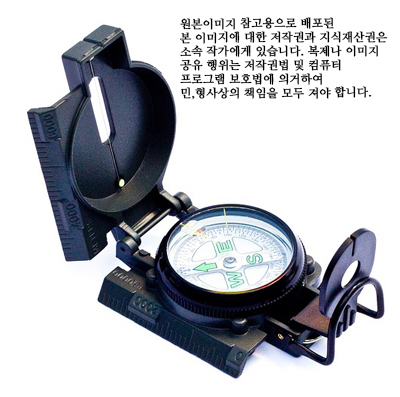 원본이미지 참고용으로 배포된
본 이미지에 대한 저작권과 지식재산권은
소속 작가에게 있습니다. 복제나 이미지
공유 행위는 저작권법 및 컴퓨터
프로그램 보호법에 의거하여
민,형사상의 책임을 모두 져야 합니다.
E
S
W